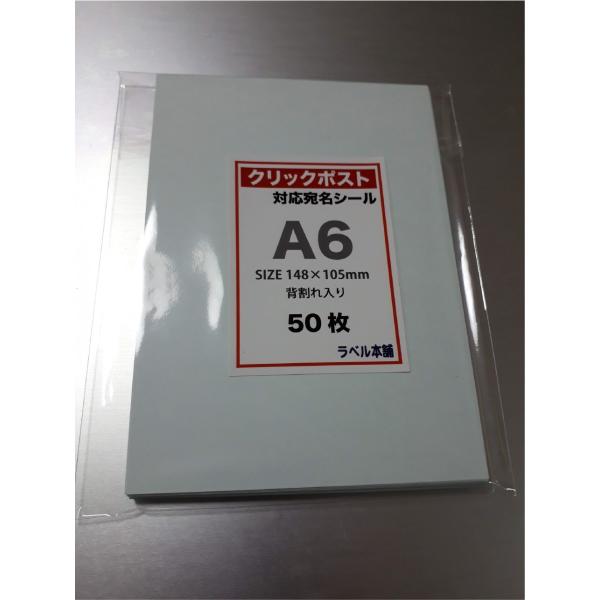 クリックポスト
対応宛名シール
A6
SIZE 148×105mm
背割れ入り
50枚
ラベル本舗